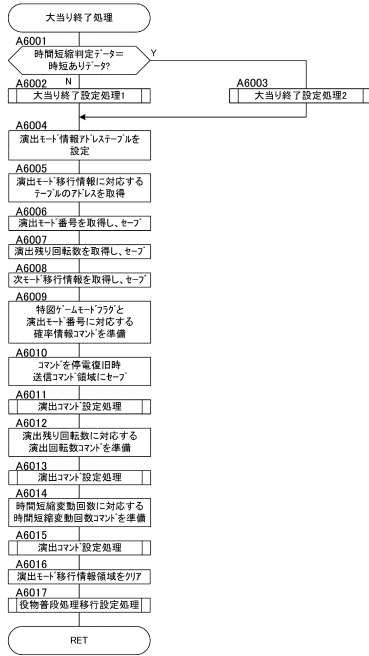 大当り終了処理
A6001
時間短縮判定データ＝
時短ありデータ?
Y
N
A6002
大当り終了設定処理1
A6003
大当り終了設定処理2
A6004
演出モード情報アドレステーブルを
設定
A6005
演出モード移行情報に対応する
テーブルのアドレスを取得
A6006
演出モード番号を取得し、セーブ
A6007
演出残り回転数を取得し、セーブ
A6008
次モード移行情報を取得し、セーブ
A6009
特図ゲームモードフラグと
演出モード番号に対応する
確率情報コマンドを準備
A6010
コマンドを停電復旧時
送信コマンド領域にセーブ
A6011
演出コマンド設定処理
A6012
演出残り回転数に対応する
演出回転数コマンドを準備
A6013
演出コマンド設定処理
A6014
時間短縮変動回数に対応する
時間短縮変動回数コマンドを準備
A6015
演出コマンド設定処理
A6016
演出モード移行情報領域をクリア
A6017
役物普段処理移行設定処理
RET